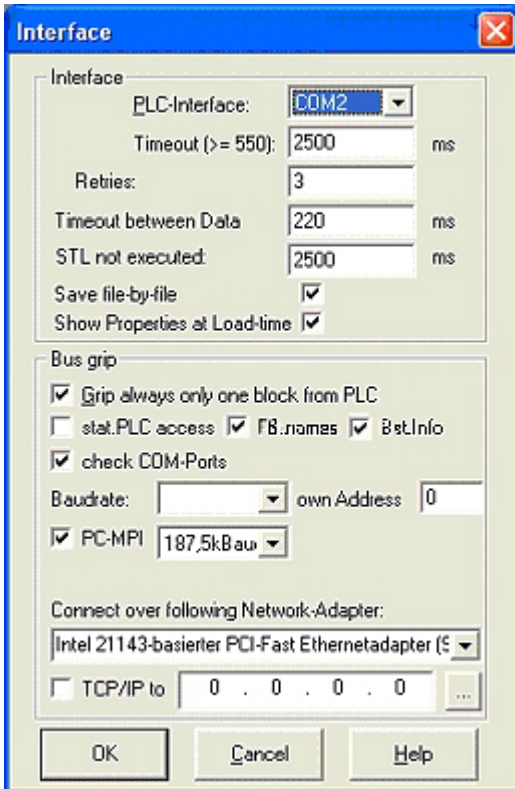 Interface
Interface
PLC-Interface: COM2
Timeout (>= 550): 2500 ms
Retries: 3
Timeout between Data 220 ms
STL not executed: 2500 ms
Save file-by-file
Show Properties at Load-time
Bus grip
Grip always only one block from PLC
stat.PLC access FB.names Bst.Info
check COM-Ports
Baudrate: own Address 0
PC-MPI 187,5kBau
Connect over following Network-Adapter:
Intel 21143-basierter PCI-Fast Ethernetadapter (S
TCP/IP to 0 . 0 . 0 . 0 ...
OK Cancel Help